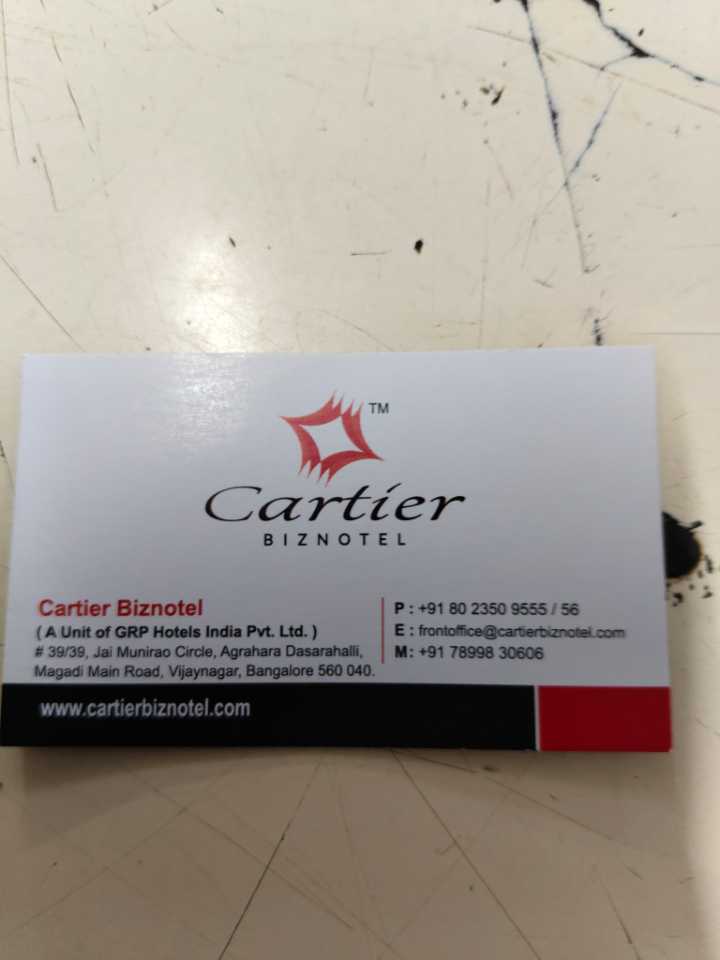 TM
Cartier
BIZNOTEL
Cartier Biznotel
( A Unit of GRP Hotels India Pvt. Ltd. )
# 39/39, Jai Munirao Circle, Agrahara Dasarahalli,
Magadi Main Road, Vijaynagar, Bangalore 560 040.
P : +91 80 2350 9555 / 56
E : frontoffice@cartierbiznotel.com
M: +91 78998 30606
www.cartierbiznotel.com